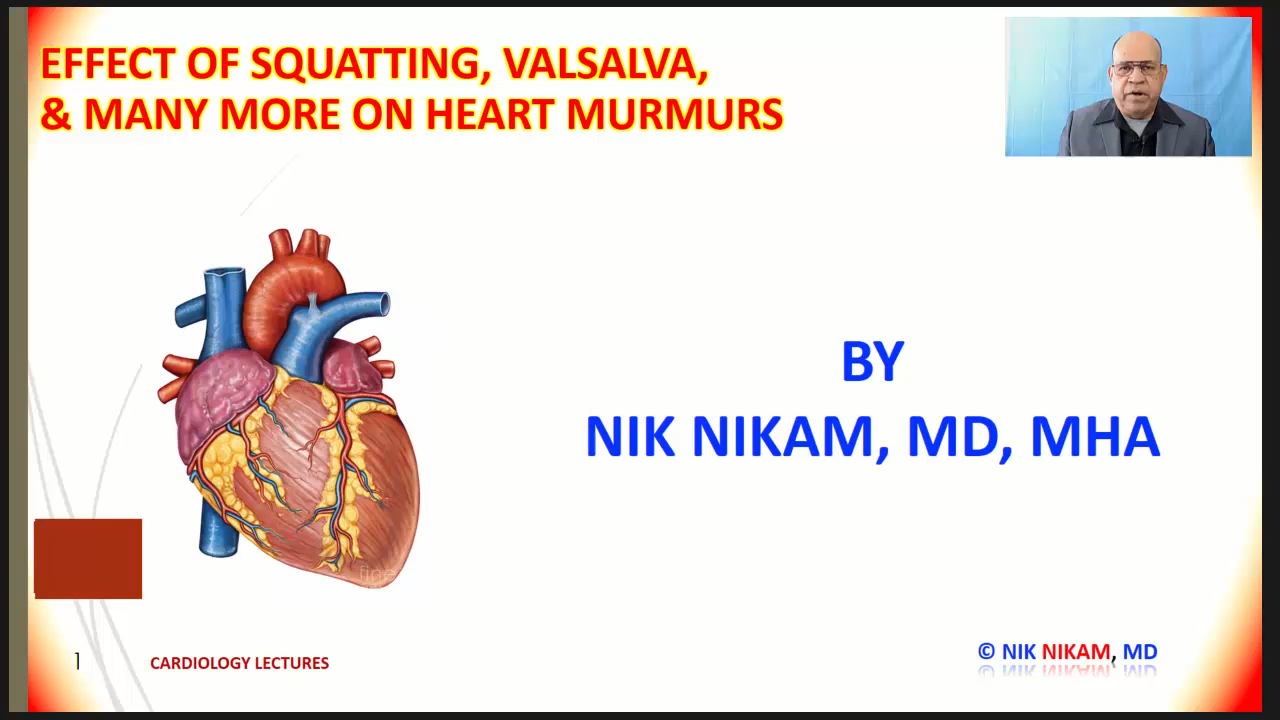 EFFECT OF SQUATTING, VALSALVA,
& MANY MORE ON HEART MURMURS
BY
NIK NIKAM, MD, MHA
fine
1
CARDIOLOGY LECTURES
© NIK NIKAM, MD